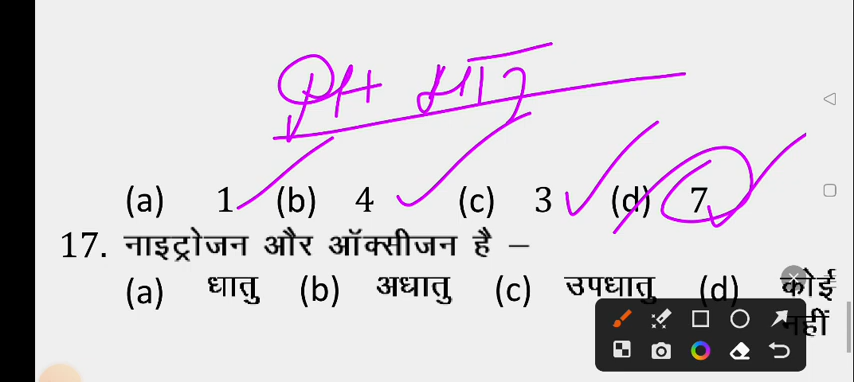 PH मान
(a) 1 (b) 4 (c) 3 (d) 7
17. नाइट्रोजन और ऑक्सीजन है –
(a) धातु (b) अधातु (c) उपधातु (d) कोई
नहीं